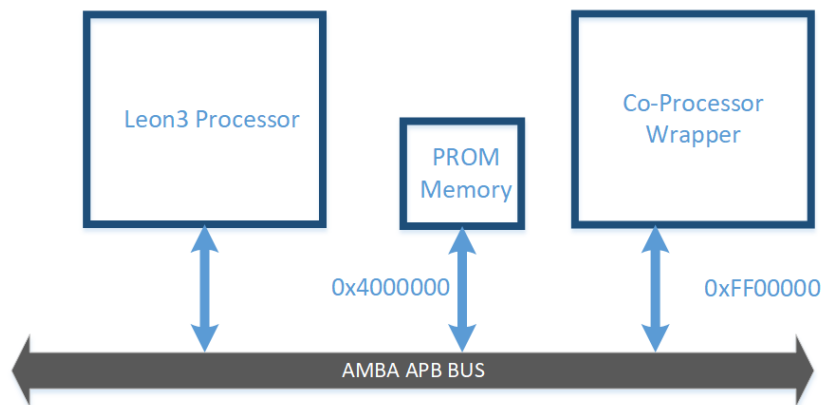 Leon3 Processor
PROM
Memory
Co-Processor
Wrapper
0x4000000
0xFF00000
AMBA APB BUS